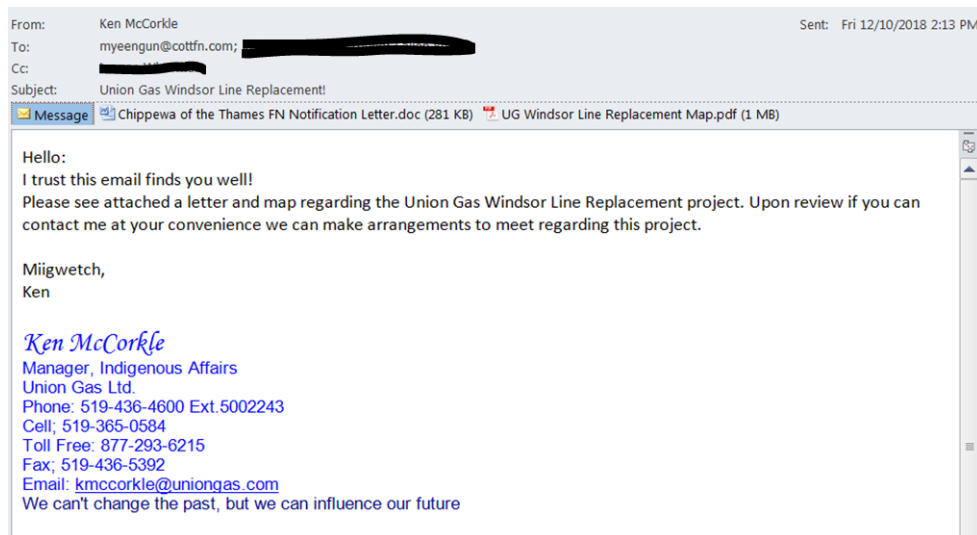 From: Ken McCorkle Sent: Fri 12/10/2018 2:13 PM
To: myeengun@cottfn.com;
Cc:
Subject: Union Gas Windsor Line Replacement!
Message Chippewa of the Thames FN Notification Letter.doc (281 KB) UG Windsor Line Replacement Map.pdf (1 MB)
Hello:
I trust this email finds you well!
Please see attached a letter and map regarding the Union Gas Windsor Line Replacement project. Upon review if you can
contact me at your convenience we can make arrangements to meet regarding this project.
Miigwetch,
Ken
Ken McCorkle
Manager, Indigenous Affairs
Union Gas Ltd.
Phone: 519-436-4600 Ext.5002243
Cell; 519-365-0584
Toll Free: 877-293-6215
Fax; 519-436-5392
Email: kmccorkle@uniongas.com
We can't change the past, but we can influence our future